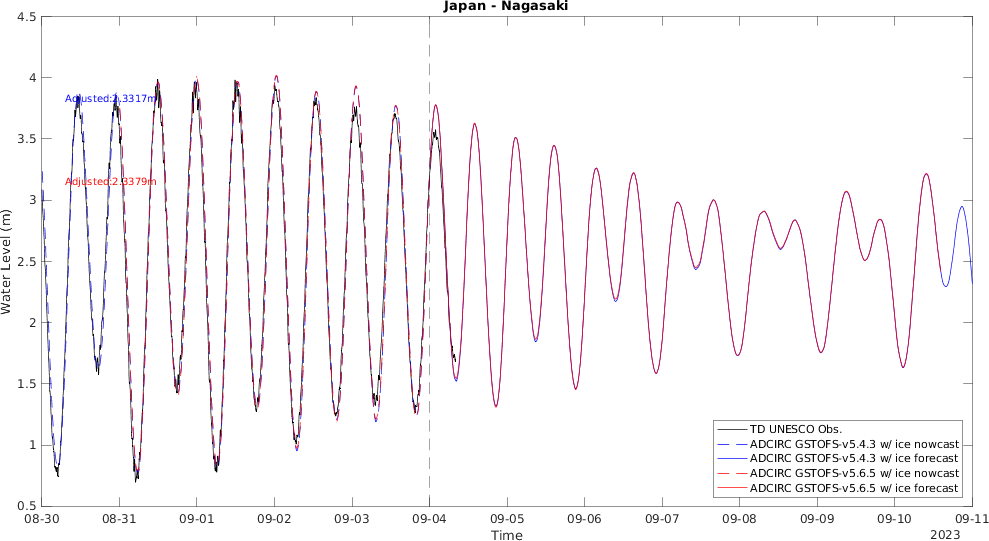 Japan - Nagasaki
4.5
4
3.5
3
2.5
2
1.5
1
0.5
Water Level (m)
Adjusted:2.3317m
Adjusted:2.3379m
TD UNESCO Obs.
ADCIRC GSTOFS-v5.4.3 w/ ice nowcast
ADCIRC GSTOFS-v5.4.3 w/ ice forecast
ADCIRC GSTOFS-v5.6.5 w/ ice nowcast
ADCIRC GSTOFS-v5.6.5 w/ ice forecast
08-30 08-31 09-01 09-02 09-03 09-04 09-05 09-06 09-07 09-08 09-09 09-10 09-11
Time
2023